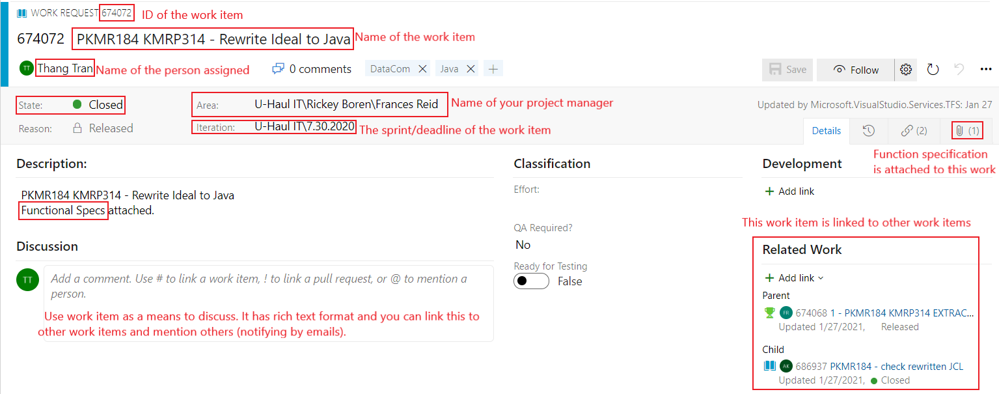 WORK REQUEST 674072 ID of the work item
674072 PKMR184 KMRP314 - Rewrite Ideal to Java Name of the work item
TT Thang Tran Name of the person assigned 0 comments DataCom Java Save Follow
State: Closed Area: U-Haul IT\Rickey Boren\Frances Reid Name of your project manager Updated by Microsoft.VisualStudio.Services.TFS: Jan 27
Reason: Released Iteration: U-Haul IT\7.30.2020 The sprint/deadline of the work item Details (2) (1)
Function specification
is attached to this work
Description:
PKMR184 KMRP314 - Rewrite Ideal to Java
Functional Specs attached.
Discussion
TT Add a comment. Use # to link a work item, ! to link a pull request, or @ to mention a
person.
Use work item as a means to discuss. It has rich text format and you can link this to
other work items and mention others (notifying by emails).
Classification
Effort:
QA Required?
No
Ready for Testing
False
Development
+ Add link
This work item is linked to other work items
Related Work
+ Add link
Parent
FR 674068 1 - PKMR184 KMRP314 EXTRAC...
Updated 1/27/2021, Released
Child
AK 686937 PKMR184 - check rewritten JCL
Updated 1/27/2021, Closed